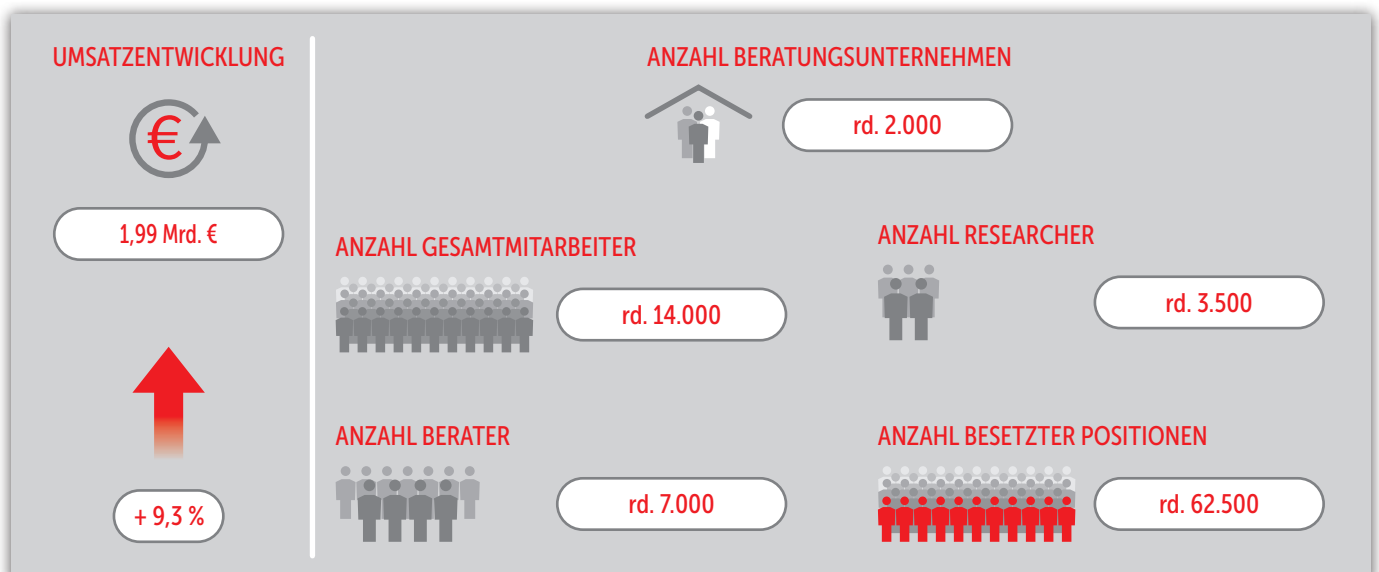 UMSATZENTWICKLUNG
€
1,99 Mrd. €
+ 9,3 %
ANZAHL BERATUNGSUNTERNEHMEN
rd. 2.000
ANZAHL GESAMTMITARBEITER
rd. 14.000
ANZAHL RESEARCHER
rd. 3.500
ANZAHL BERATER
rd. 7.000
ANZAHL BESETZTER POSITIONEN
rd. 62.500